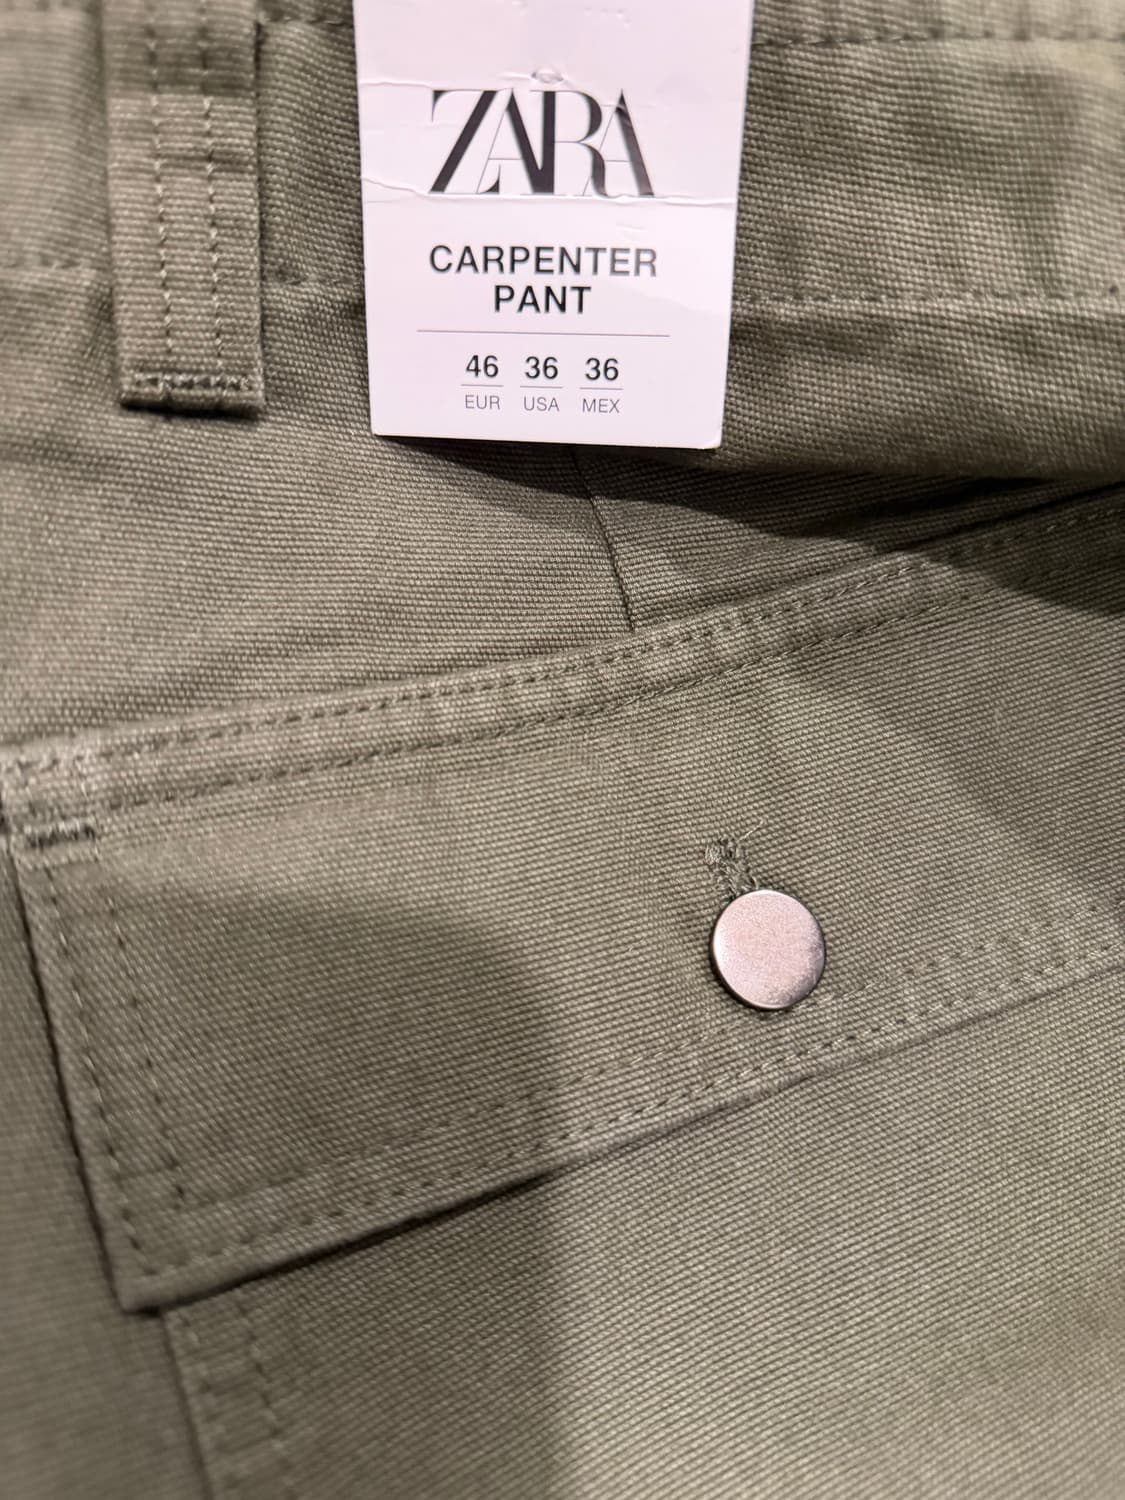 ZARA
CARPENTER
PANT
46 36 36
EUR USA MEX